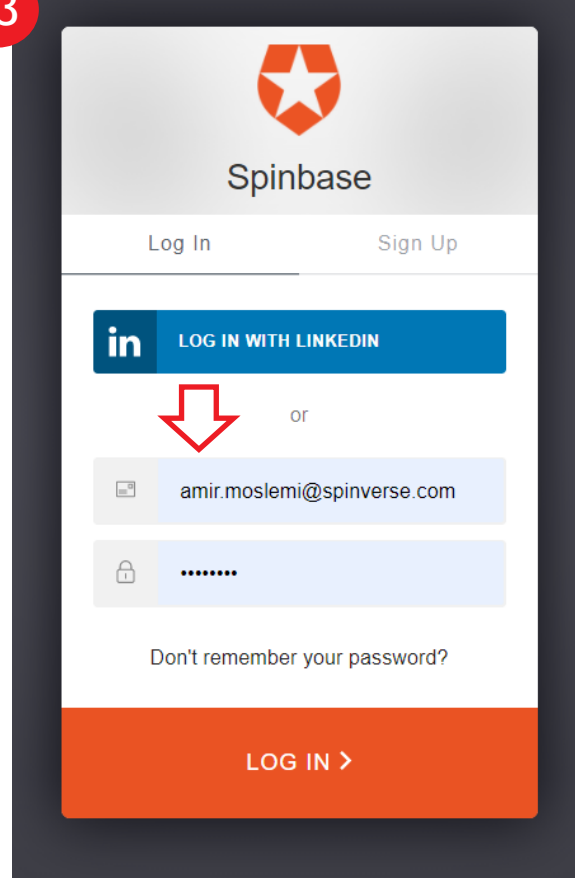 3
Spinbase
Log In
Sign Up
in LOG IN WITH LINKEDIN
or
amir.moslemi@spinverse.com
••••••••
Don't remember your password?
LOG IN >